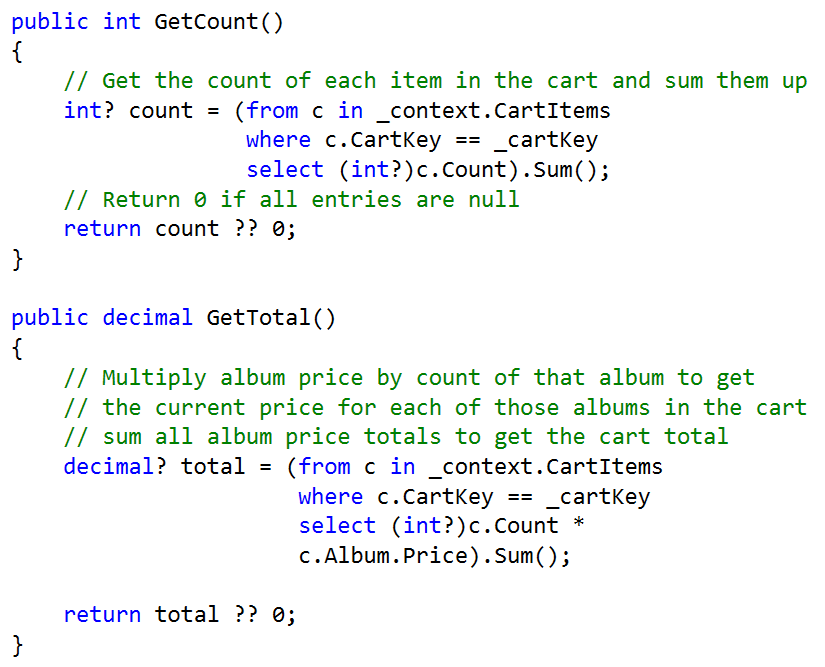 public int GetCount()
{
    // Get the count of each item in the cart and sum them up
    int? count = (from c in _context.CartItems
                  where c.CartKey == _cartKey
                  select (int?)c.Count).Sum();
    // Return 0 if all entries are null
    return count ?? 0;
}

public decimal GetTotal()
{
    // Multiply album price by count of that album to get
    // the current price for each of those albums in the cart
    // sum all album price totals to get the cart total
    decimal? total = (from c in _context.CartItems
                      where c.CartKey == _cartKey
                      select (int?)c.Count *
                      c.Album.Price).Sum();

    return total ?? 0;
}